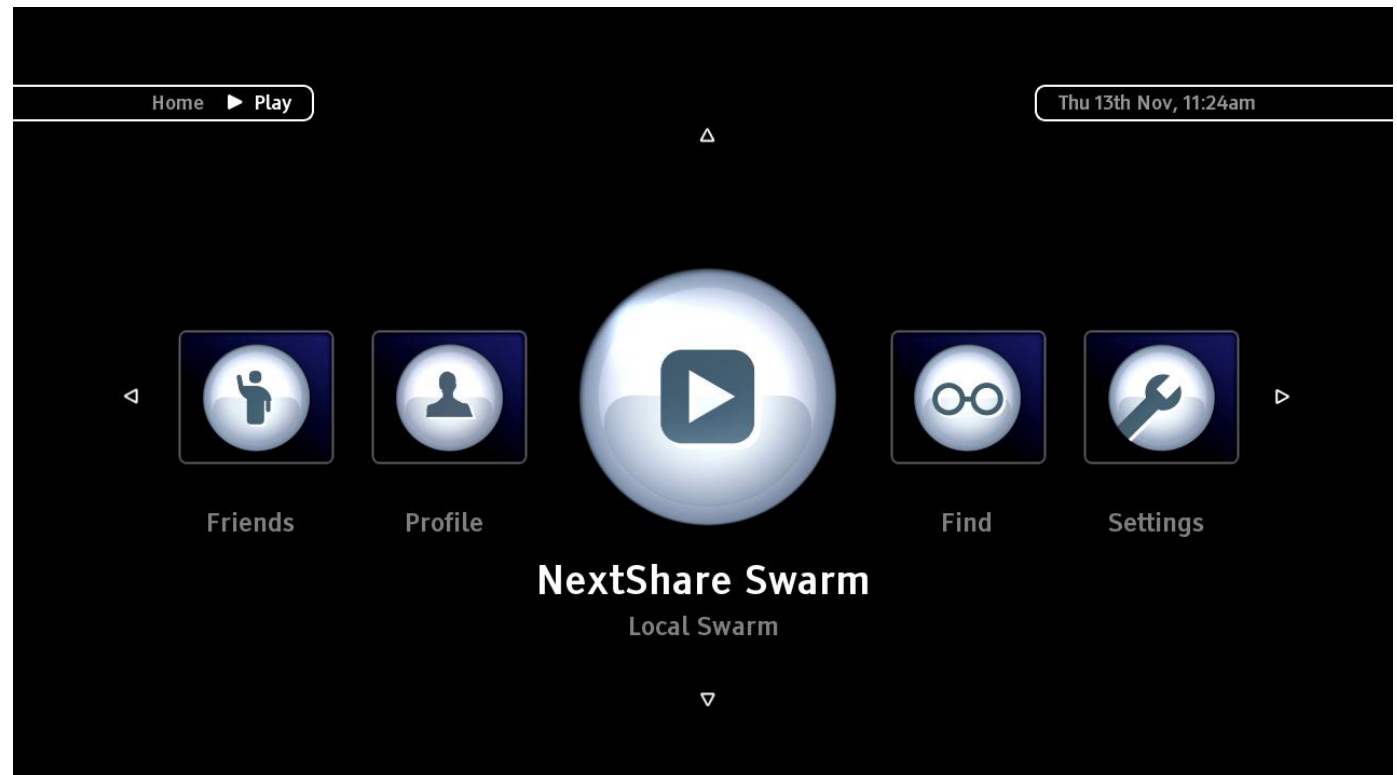 Home ▶ Play
Thu 13th Nov, 11:24am
Friends
Profile
Find
Settings
NextShare Swarm
Local Swarm